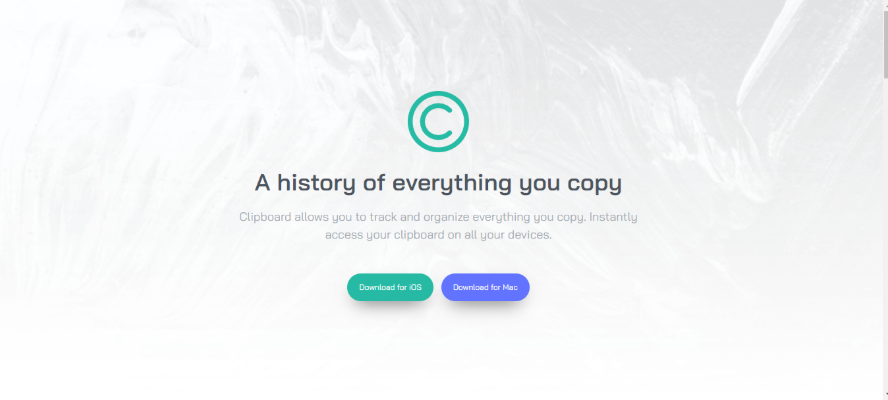 ©
A history of everything you copy
Clipboard allows you to track and organize everything you copy. Instantly
access your clipboard on all your devices.
Download for iOS
Download for Mac